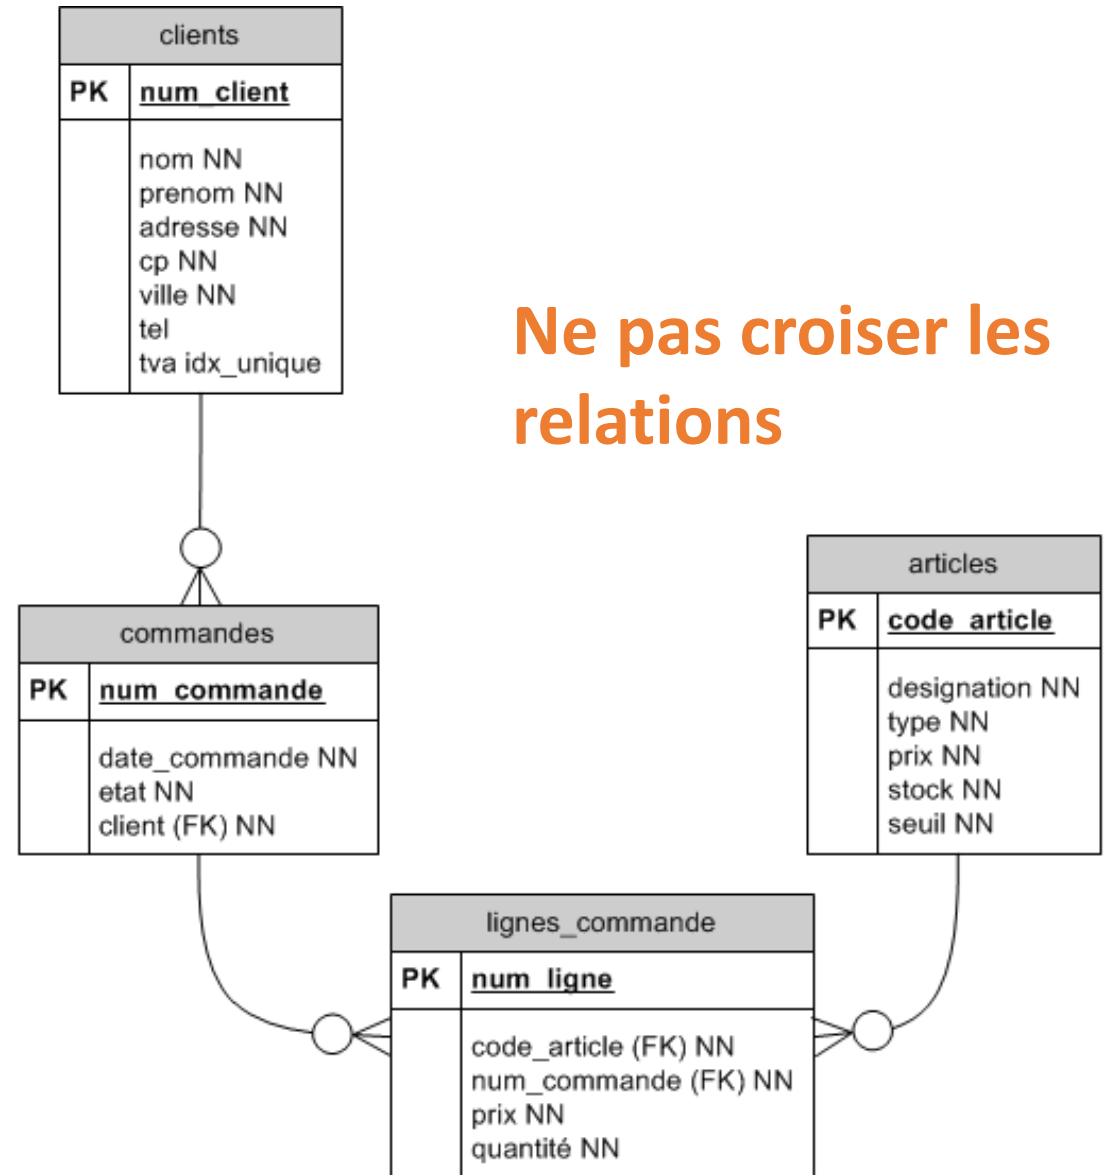 clients
PK num_client
nom NN
prenom NN
adresse NN
cp NN
ville NN
tel
tva idx_unique
Ne pas croiser les
relations
commandes
PK num_commande
date_commande NN
etat NN
client (FK) NN
articles
PK code_article
designation NN
type NN
prix NN
stock NN
seuil NN
lignes_commande
PK num_ligne
code_article (FK) NN
num_commande (FK) NN
prix NN
quantité NN